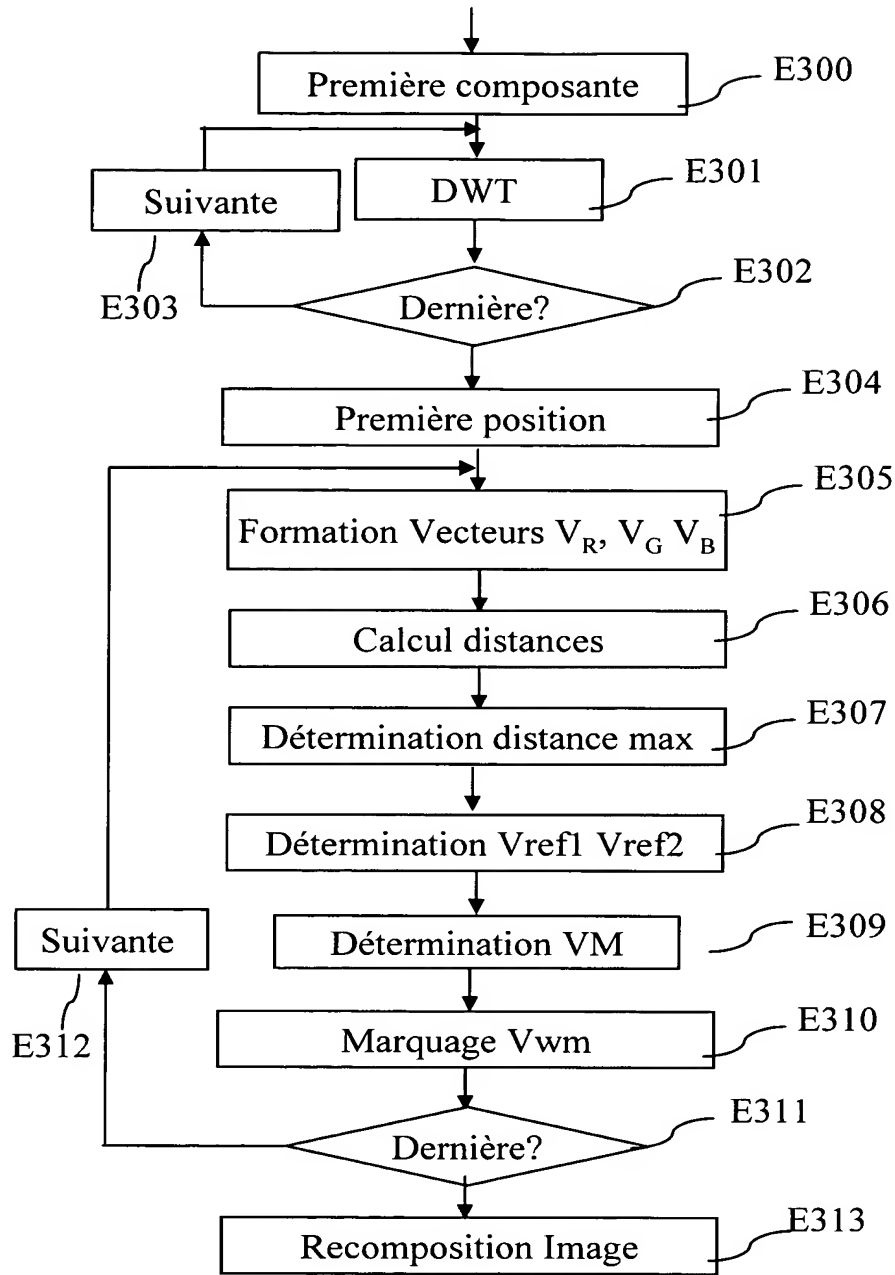 Première composante
E300
DWT
E301
Suivante
E303
Dernière?
E302
Première position
E304
Formation Vecteurs V_R, V_G V_B
E305
Calcul distances
E306
Détermination distance max
E307
Détermination Vref1 Vref2
E308
Suivante
E312
Détermination VM
E309
Marquage Vwm
E310
Dernière?
E311
Recomposition Image
E313